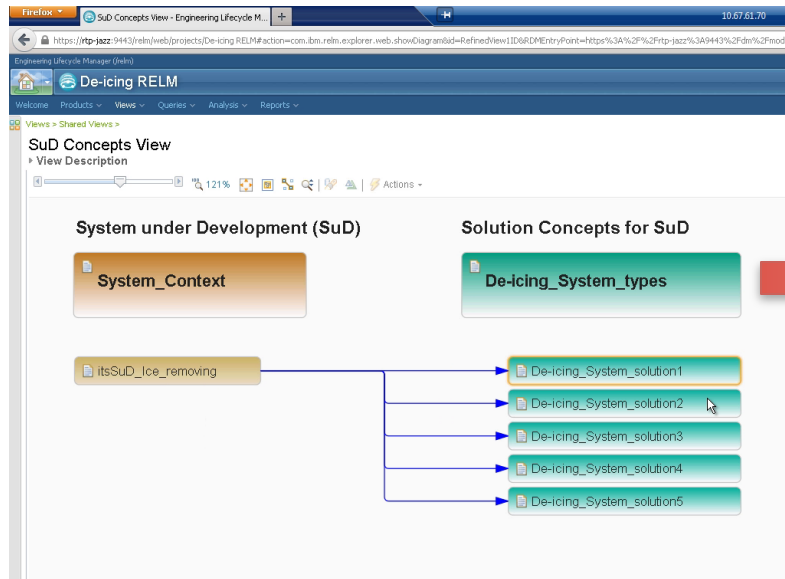 Firefox
SuD Concepts View - Engineering Lifecycle M...
10.67.61.70
https://rtp-jazz:9443/relm/web/projects/De-icing RELM#action=com.ibm.relm.explorer.web.showDiagram&id=RefinedView1ID&RDMEntryPoint=https%3A%2F%2Frtp-jazz%3A9443%2Fdm%2Fmod
Engineering Lifecycle Manager (/relm)
De-icing RELM
Welcome Products Views Queries Analysis Reports
Views > Shared Views >
SuD Concepts View
View Description
121% Actions
System under Development (SuD) Solution Concepts for SuD
System_Context De-icing_System_types
itsSuD_Ice_removing De-icing_System_solution1
De-icing_System_solution2
De-icing_System_solution3
De-icing_System_solution4
De-icing_System_solution5